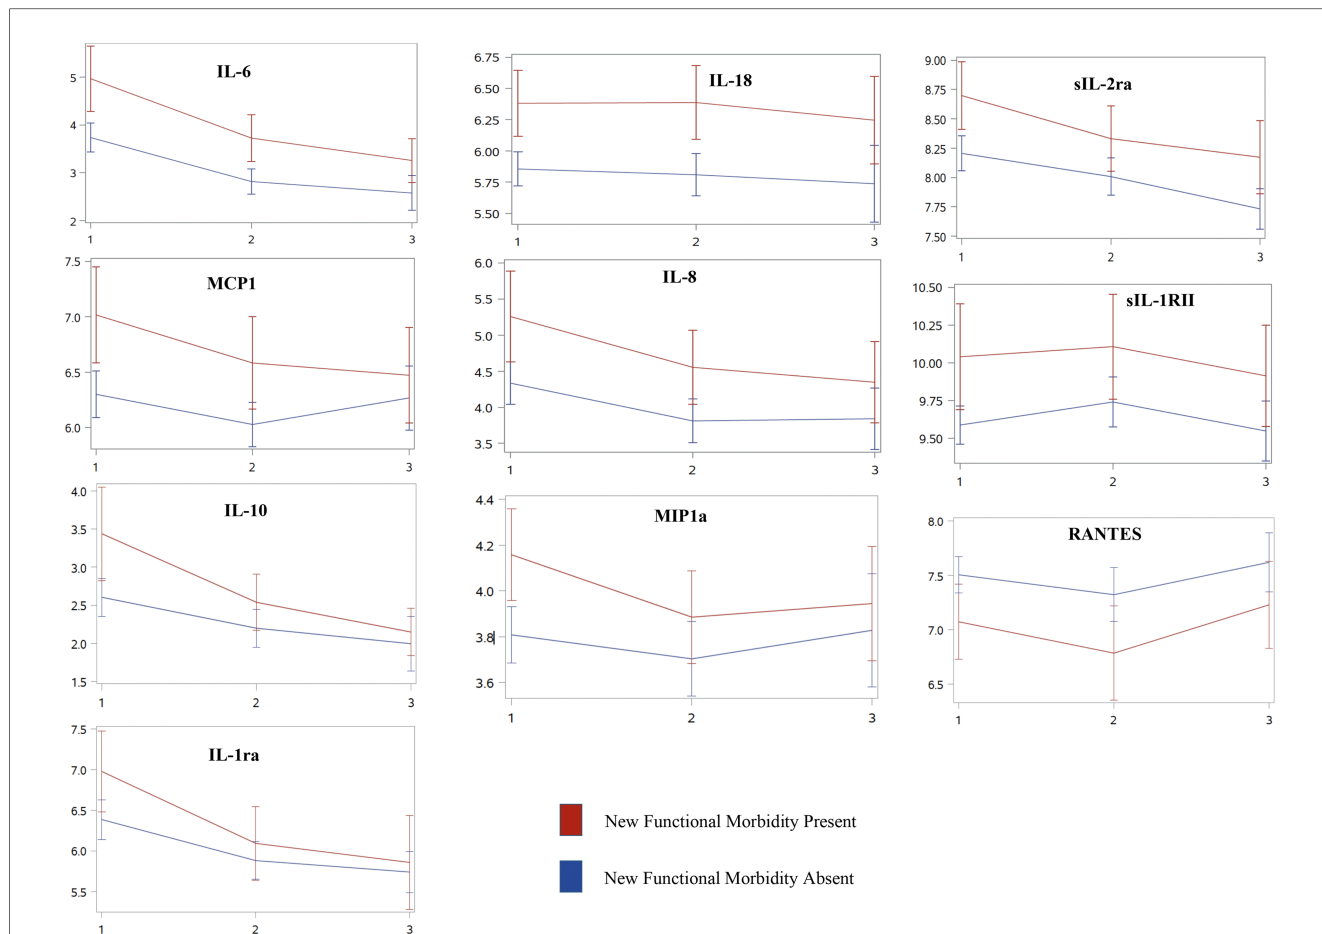 IL-6
5
4
3
2
1 2 3
IL-18
6.75
6.50
6.25
6.00
5.75
5.50
1 2 3
sIL-2ra
9.00
8.75
8.50
8.25
8.00
7.75
7.50
1 2 3
MCP1
7.5
7.0
6.5
6.0
1 2 3
IL-8
6.0
5.5
5.0
4.5
4.0
3.5
1 2 3
sIL-1RII
10.50
10.25
10.00
9.75
9.50
1 2 3
IL-10
4.0
3.5
3.0
2.5
2.0
1.5
1 2 3
MIP1a
4.4
4.2
4.0
3.8
3.6
1 2 3
RANTES
8.0
7.5
7.0
6.5
1 2 3
IL-1ra
7.5
7.0
6.5
6.0
5.5
1 2 3
New Functional Morbidity Present
New Functional Morbidity Absent